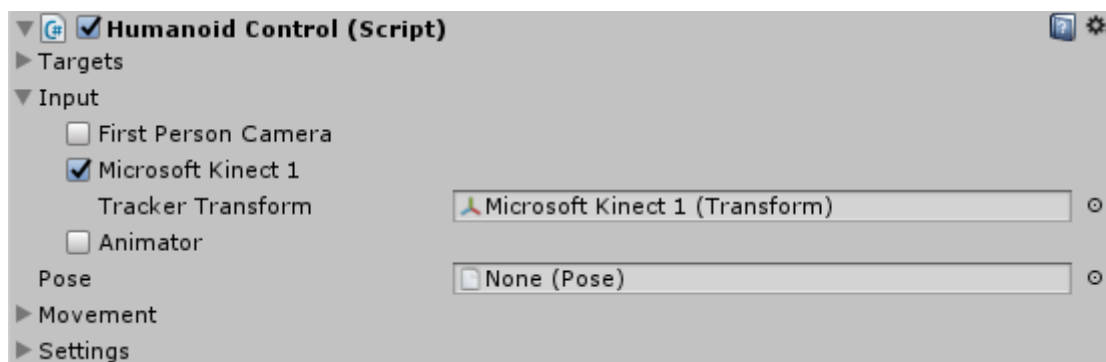 Humanoid Control (Script)
Targets
Input
First Person Camera
Microsoft Kinect 1
Tracker Transform Microsoft Kinect 1 (Transform)
Animator
Pose None (Pose)
Movement
Settings